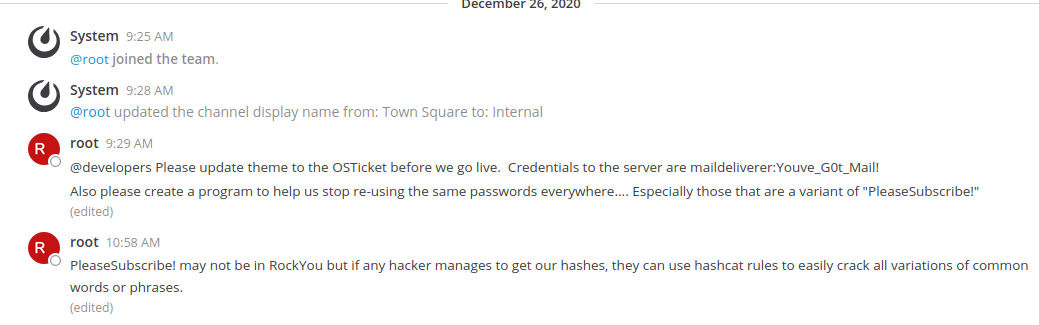 December 26, 2020
System 9:25 AM
@root joined the team.
System 9:28 AM
@root updated the channel display name from: Town Square to: Internal
R root 9:29 AM
@developers Please update theme to the OSTicket before we go live. Credentials to the server are maildeliverer:Youve_G0t_Mail!
Also please create a program to help us stop re-using the same passwords everywhere.... Especially those that are a variant of "PleaseSubscribe!"
(edited)
R root 10:58 AM
PleaseSubscribe! may not be in RockYou but if any hacker manages to get our hashes, they can use hashcat rules to easily crack all variations of common
words or phrases.
(edited)